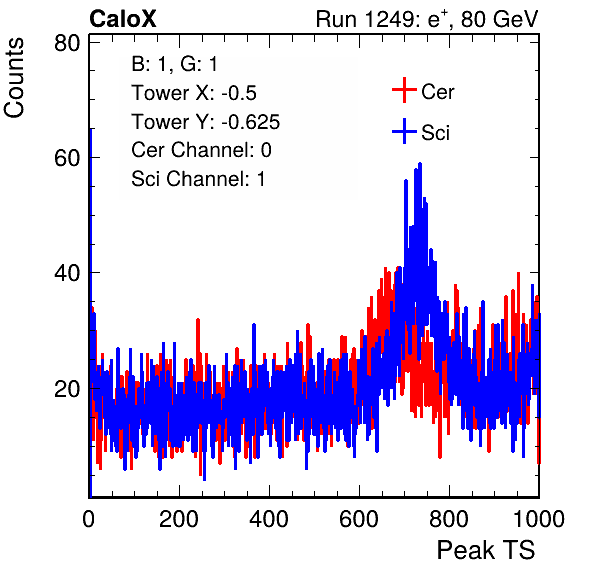 CaloX Run 1249: e⁺, 80 GeV
Counts
80
60
40
20
B: 1, G: 1
Tower X: -0.5
Tower Y: -0.625
Cer Channel: 0
Sci Channel: 1
Cer
Sci
0 200 400 600 800 1000
Peak TS